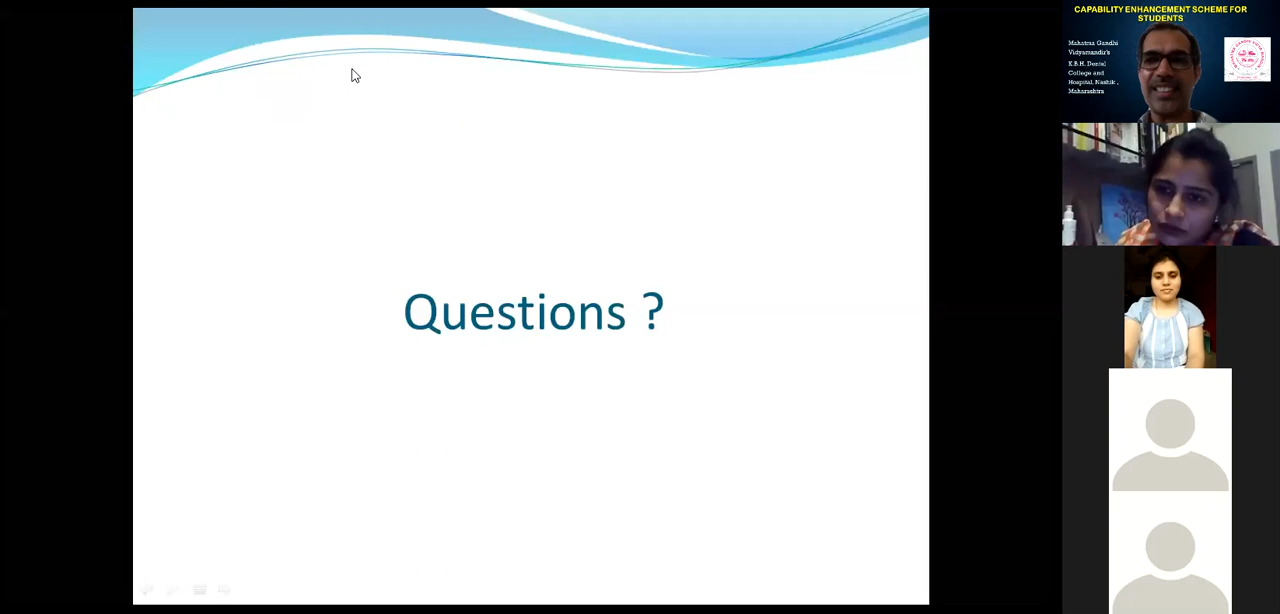 Questions ?
CAPABILITY ENHANCEMENT SCHEME FOR
STUDENTS
Mahatma Gandhi
Vidyamandir's
K.B.H. Dental
College and
Hospital, Nashik ,
Maharashtra